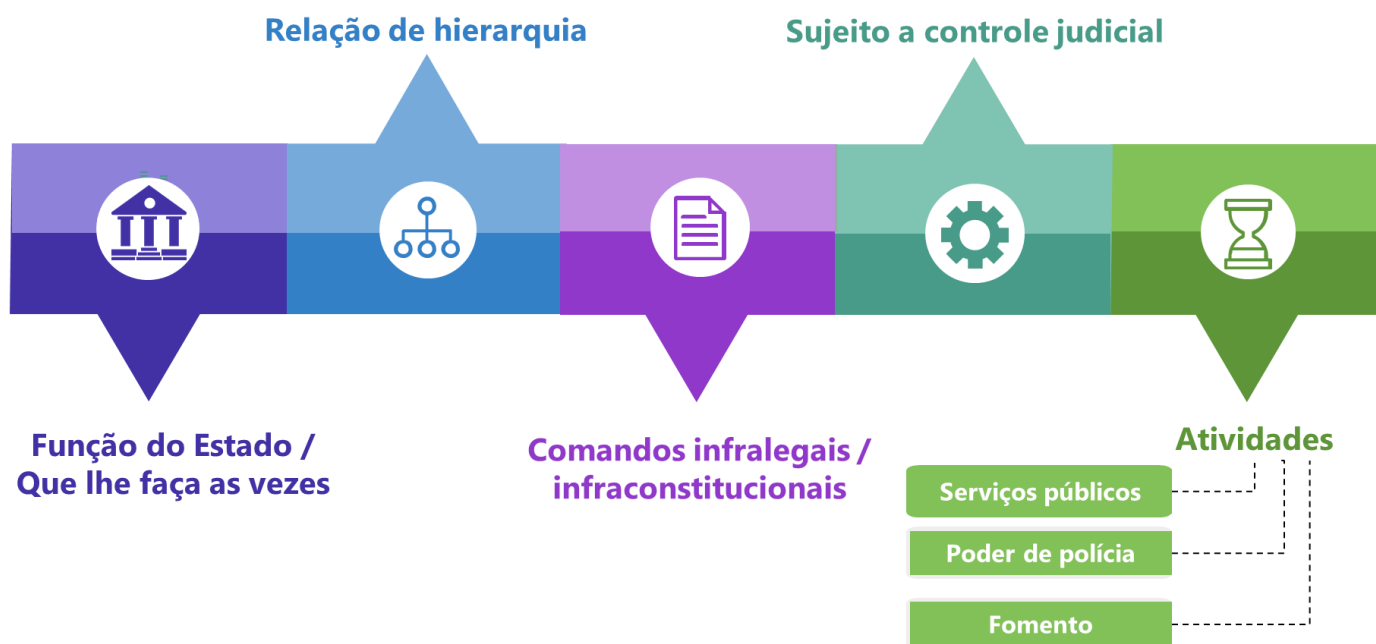 Relação de hierarquia
Sujeito a controle judicial
Função do Estado /
Que lhe faça as vezes
Comandos infralegais /
infraconstitucionais
Atividades
Serviços públicos
Poder de polícia
Fomento